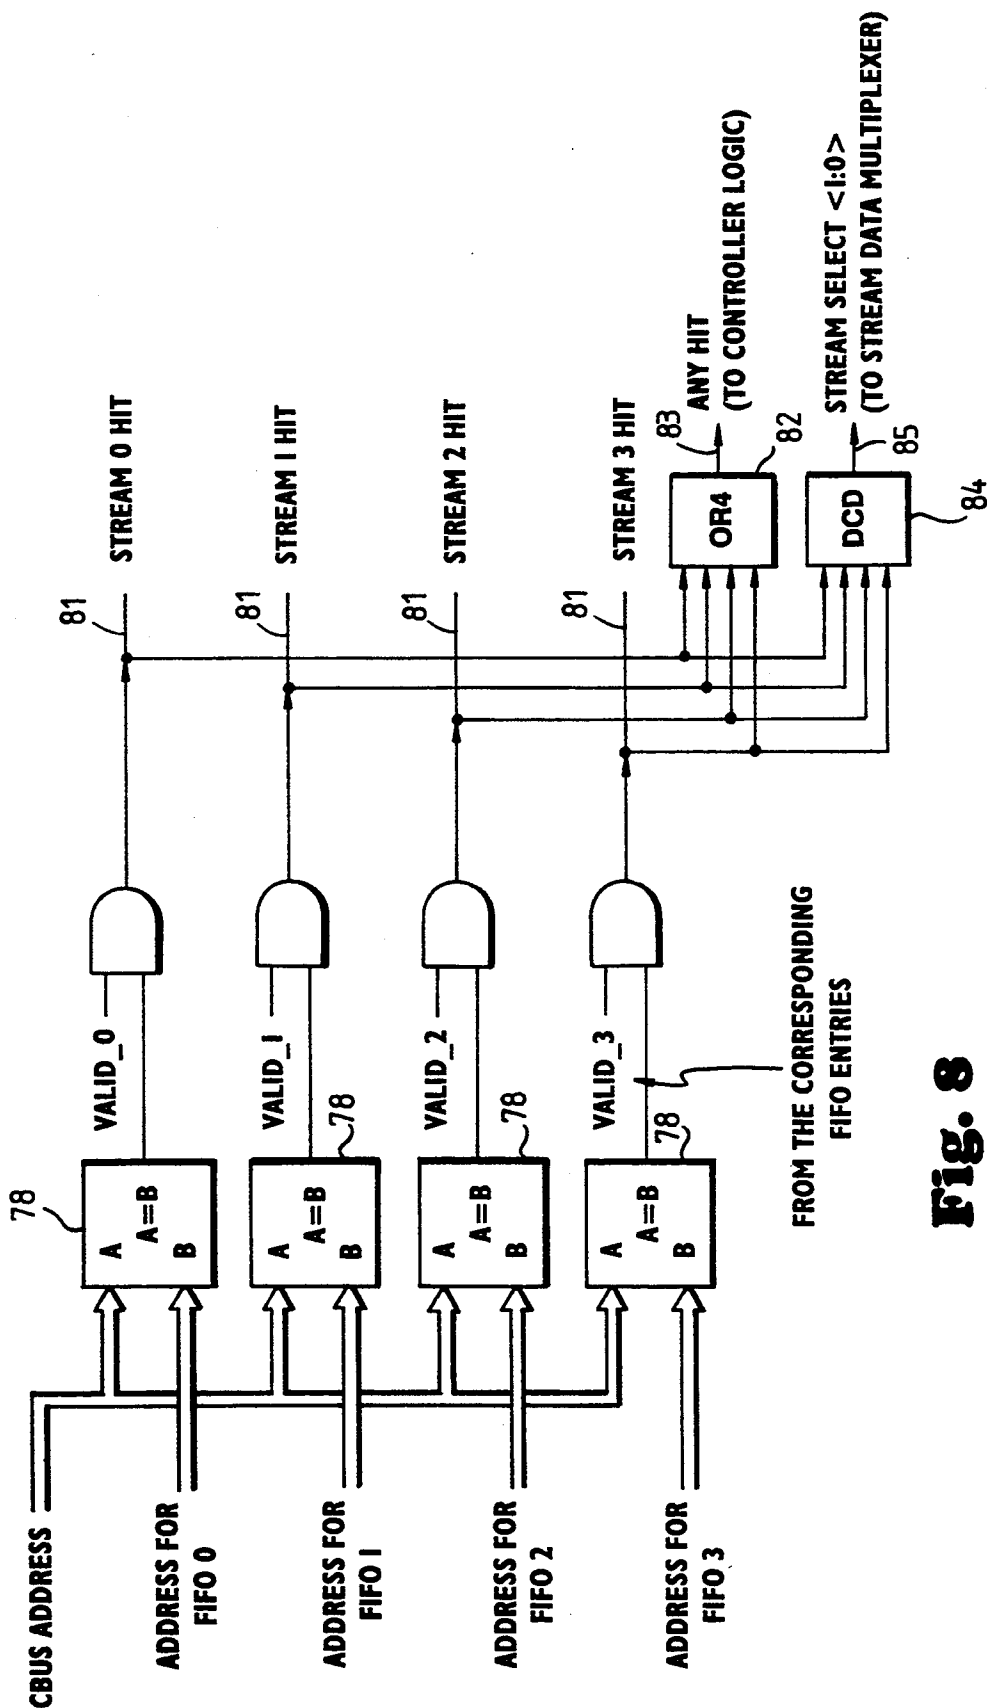 CBUS ADDRESS
ADDRESS FOR
FIFO 0
ADDRESS FOR
FIFO 1
ADDRESS FOR
FIFO 2
ADDRESS FOR
FIFO 3
78
A
A=B
B
78
A
A=B
B
78
A
A=B
B
78
A
A=B
B
VALID_0
VALID_1
VALID_2
VALID_3
FROM THE CORRESPONDING
FIFO ENTRIES
81
STREAM 0 HIT
81
STREAM 1 HIT
81
STREAM 2 HIT
81
STREAM 3 HIT
OR4
82
83
ANY HIT
(TO CONTROLLER LOGIC)
DCD
84
85
STREAM SELECT <1:0>
(TO STREAM DATA MULTIPLEXER)
Fig. 8